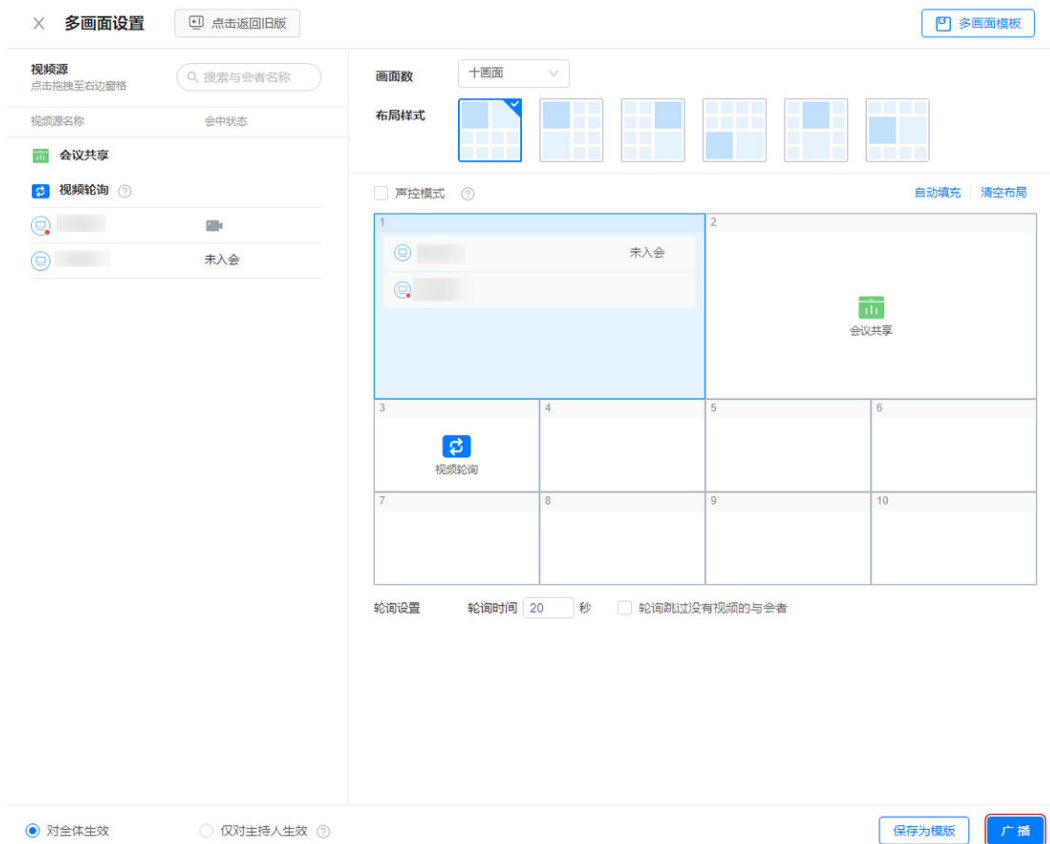 多画面设置
点击返回旧版
多画面模板
视频源
点击拖拽至右边窗格
搜索与会者名称
视频源名称
会中状态
会议共享
视频轮询
未入会
画面数
十画面
布局样式
声控模式
自动填充
清空布局
1
未入会
2
会议共享
3
视频轮询
4
5
6
7
8
9
10
轮询设置
轮询时间 20 秒
轮询跳过没有视频的与会者
对全体生效
仅对主持人生效
保存为模版
广播